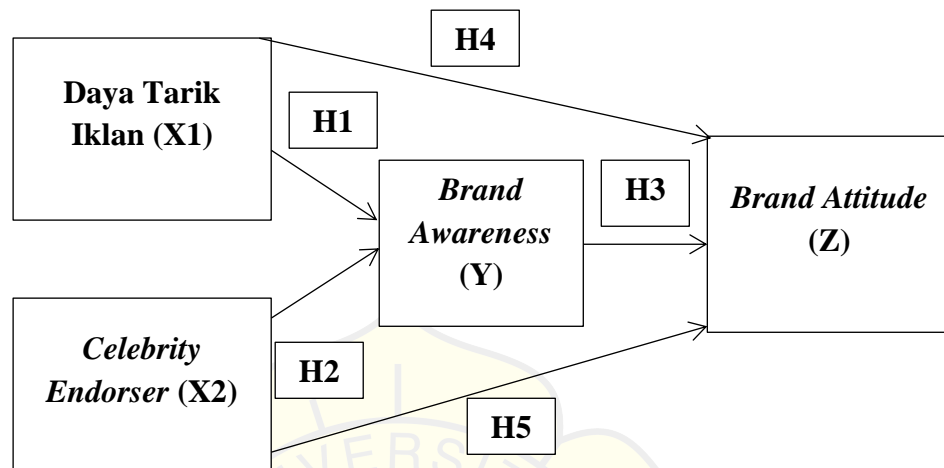 H4
Daya Tarik
Iklan (X1)
H1
Brand
Awareness
(Y)
H3
Brand Attitude
(Z)
Celebrity
Endorser (X2)
H2
H5